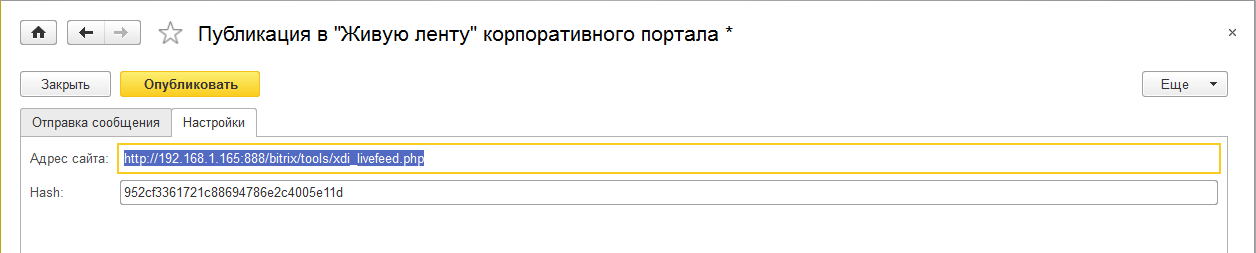 Публикация в "Живую ленту" корпоративного портала *
Закрыть Опубликовать Еще
Отправка сообщения Настройки
Адрес сайта: http://192.168.1.165:888/bitrix/tools/xdi_livefeed.php
Hash: 952cf3361721c88694786e2c4005e11d